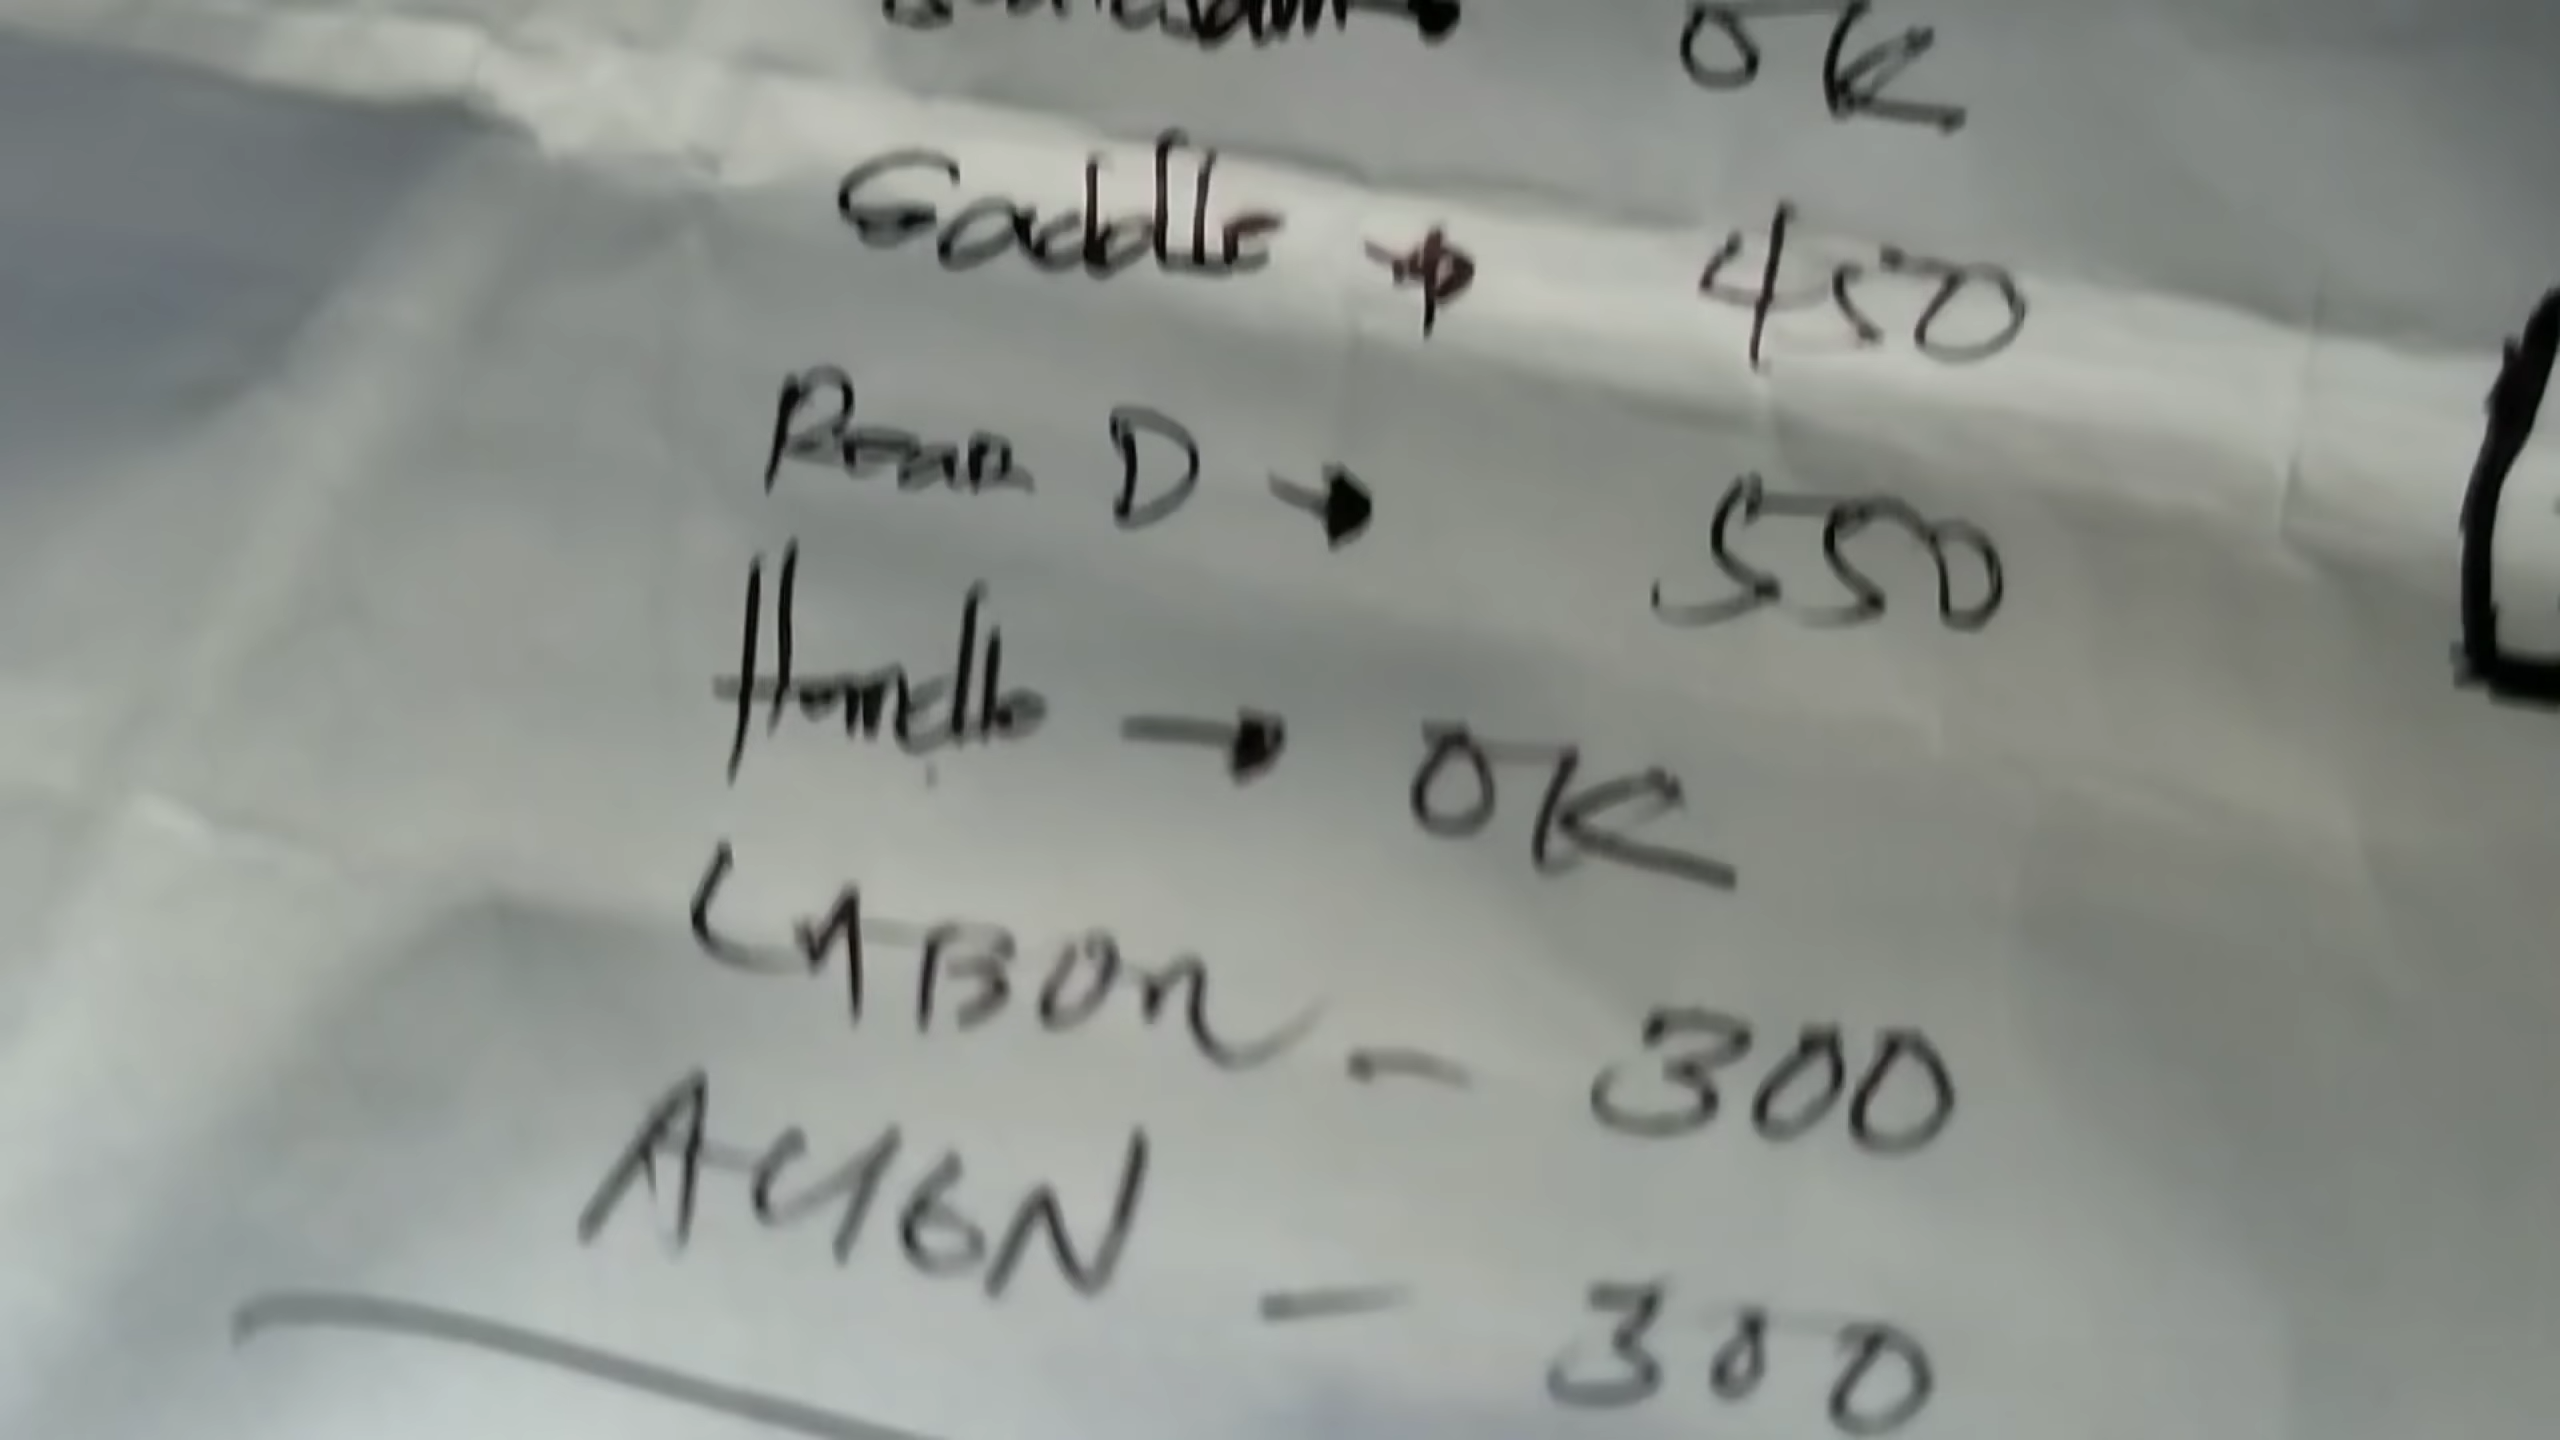 OK
Saddle → 450
Rear D → 550
Handle → OK
LABOR - 300
ALIGN - 300